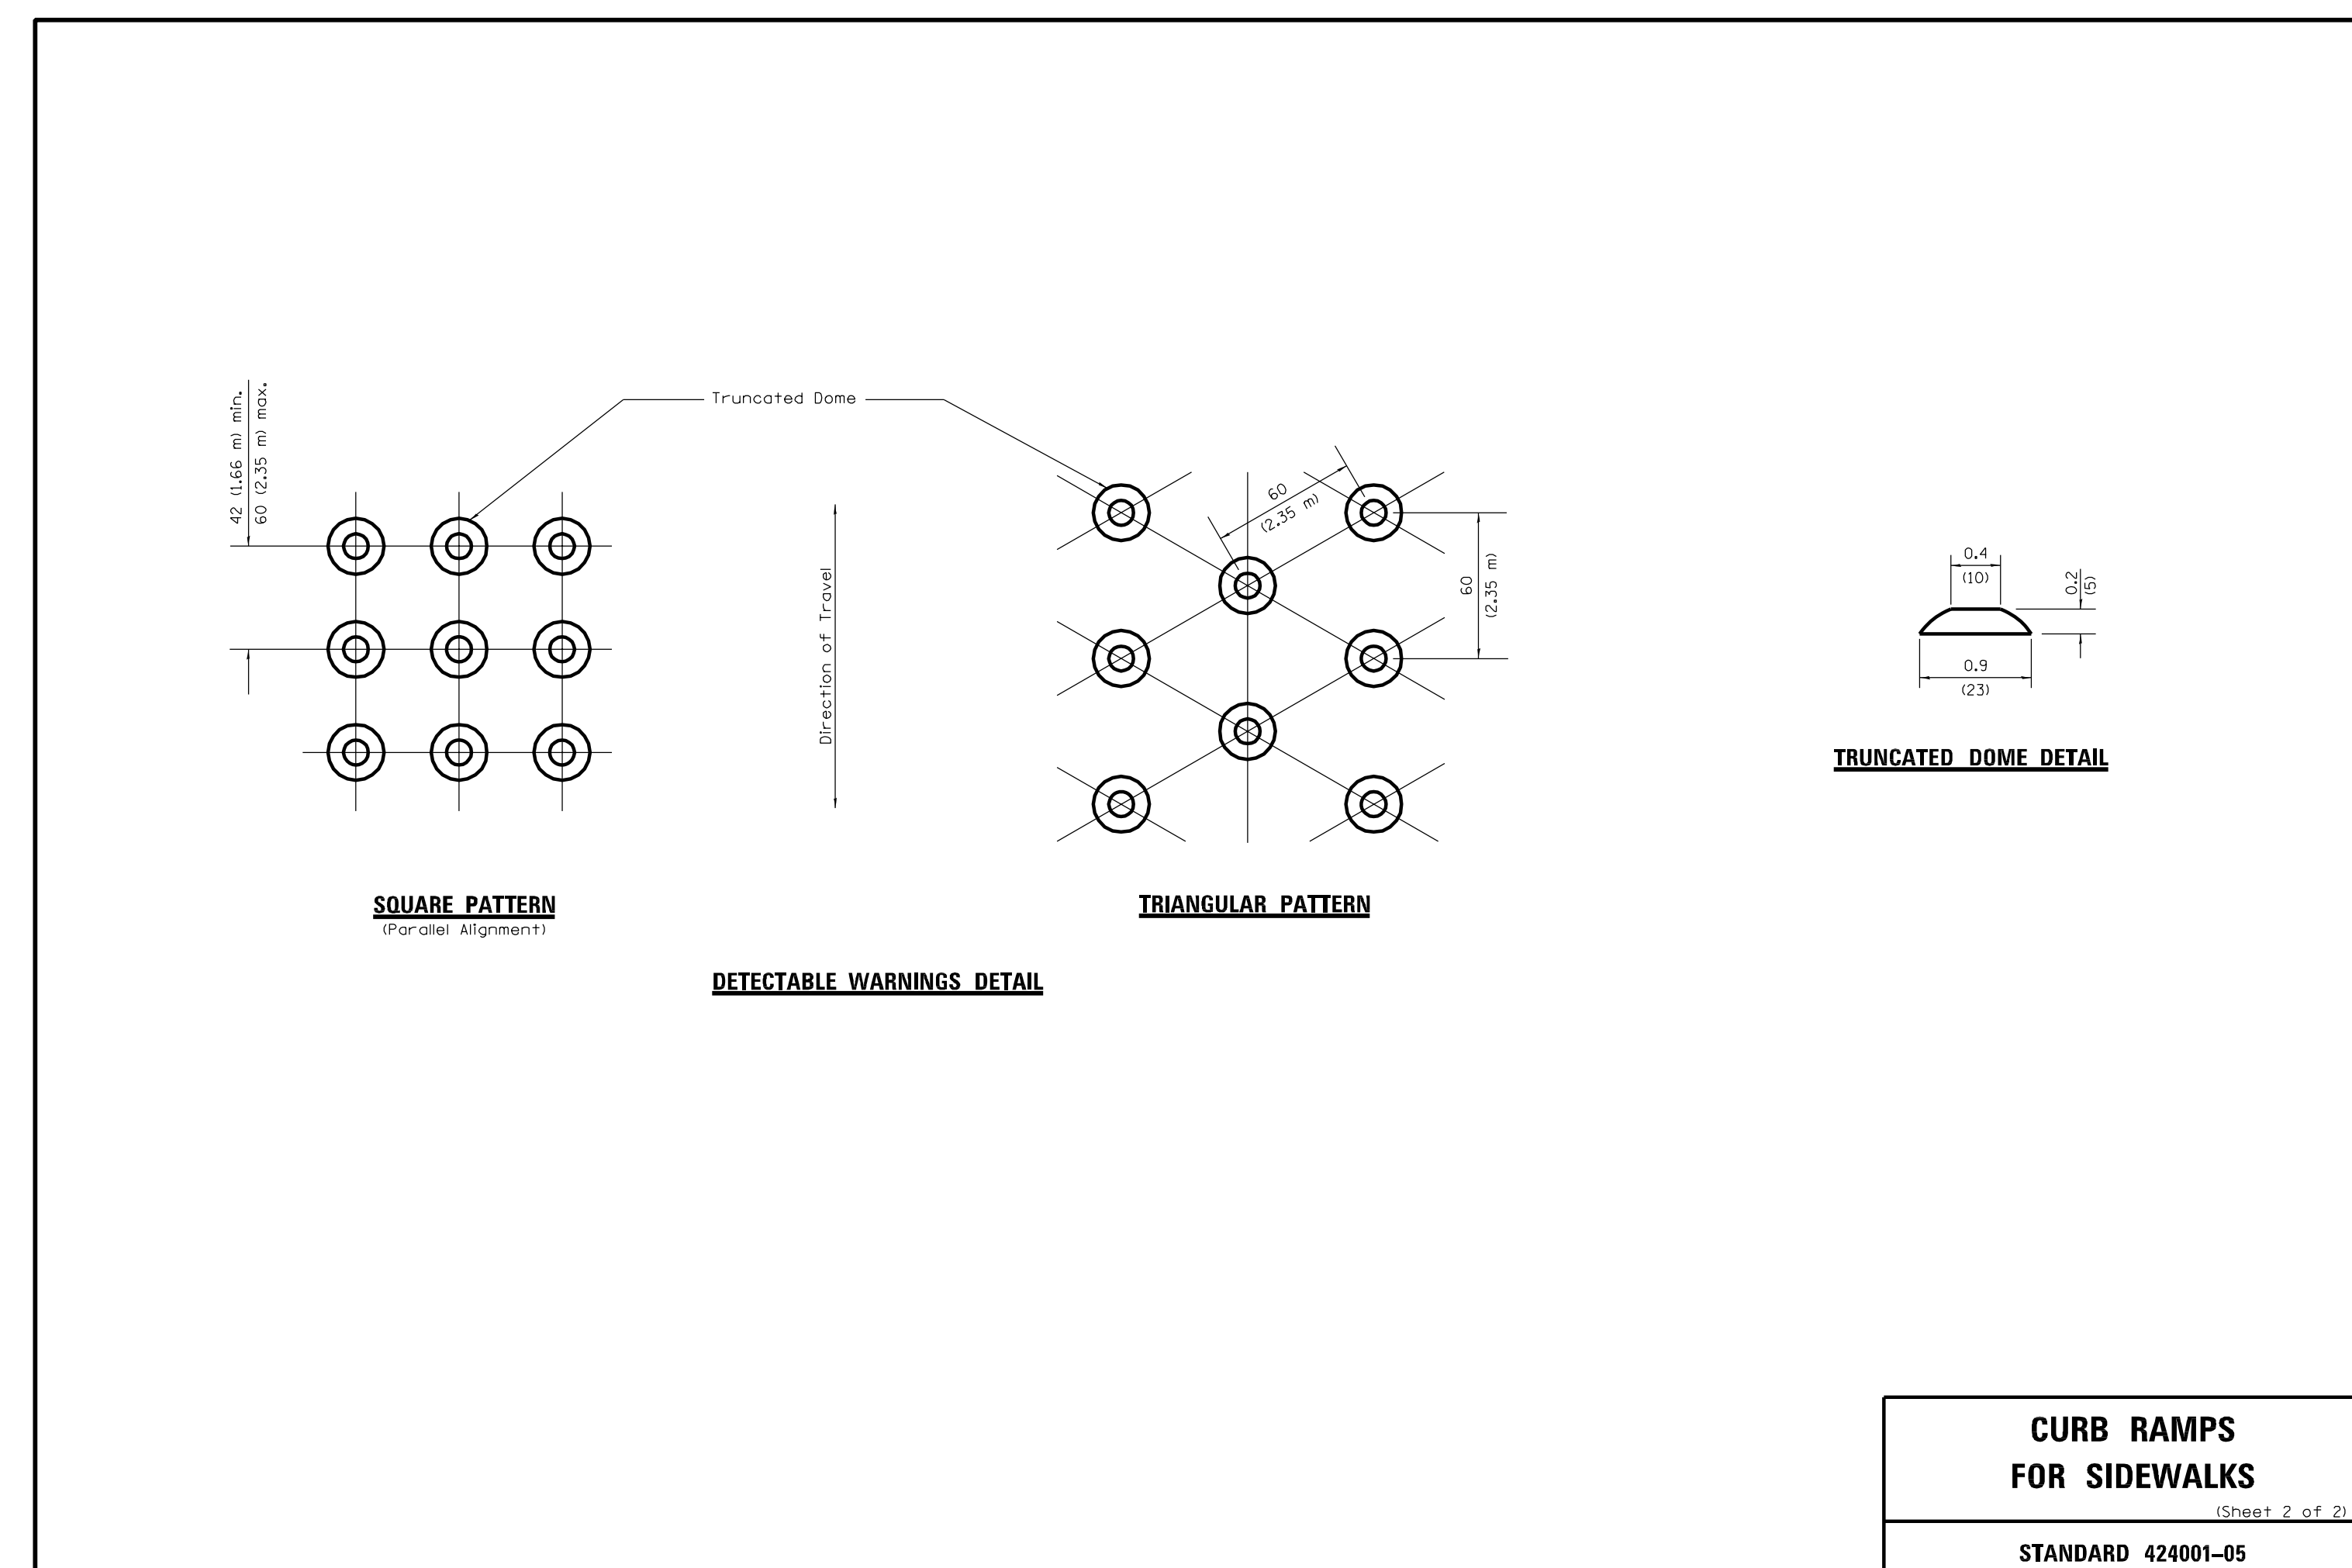 42 (1.66 m) min.
60 (2.35 m) max.
Truncated Dome
Direction of Travel
60
(2.35 m)
60
(2.35 m)
0.4
(10)
0.2
(5)
0.9
(23)
TRUNCATED DOME DETAIL
SQUARE PATTERN
(Parallel Alignment)
TRIANGULAR PATTERN
DETECTABLE WARNINGS DETAIL
CURB RAMPS
FOR SIDEWALKS
(Sheet 2 of 2)
STANDARD 424001–05